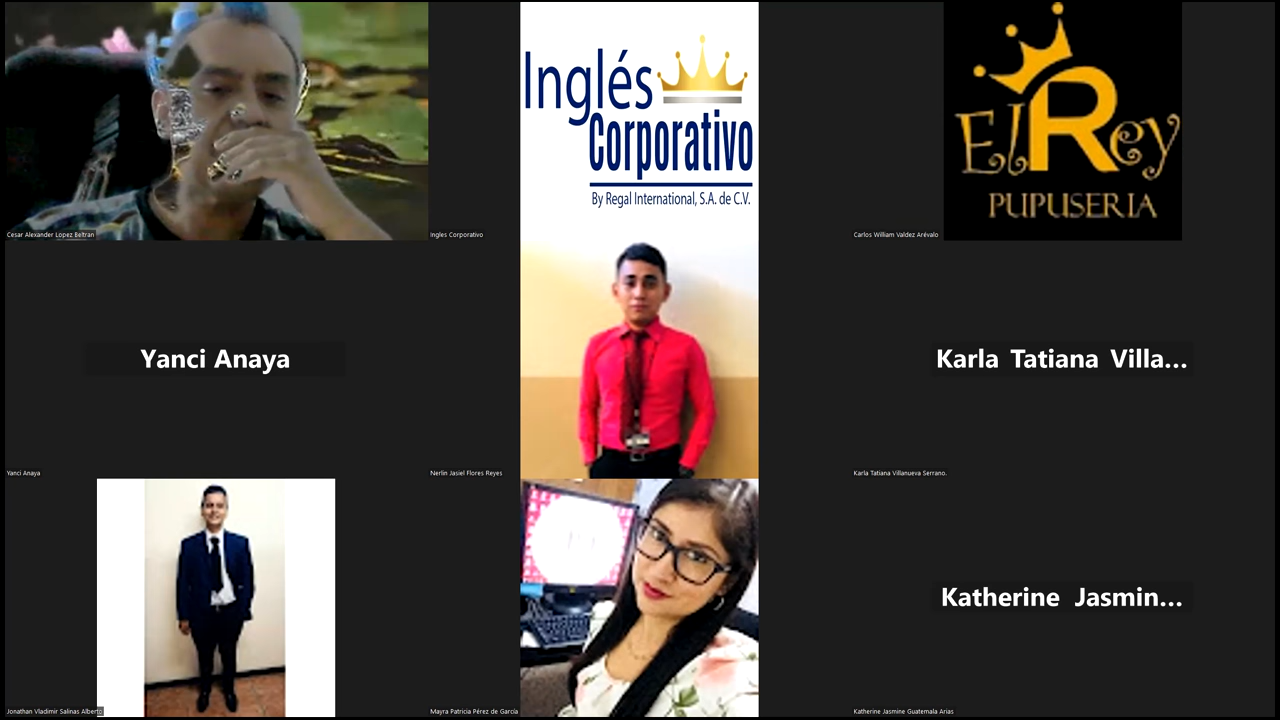 Inglés
Corporativo
By Regal International, S.A. de C.V.
El Rey
PUPUSERIA
Cesar Alexander Lopez Beltran
Ingles Corporativo
Carlos William Valdez Arévalo
Yanci Anaya
Karla Tatiana Villa...
Yanci Anaya
Nerlin Jasiel Flores Reyes
Karla Tatiana Villanueva Serrano.
Katherine Jasmin...
Jonathan Vladimir Salinas Alberto
Mayra Patricia Pérez de García
Katherine Jasmine Guatemala Arias